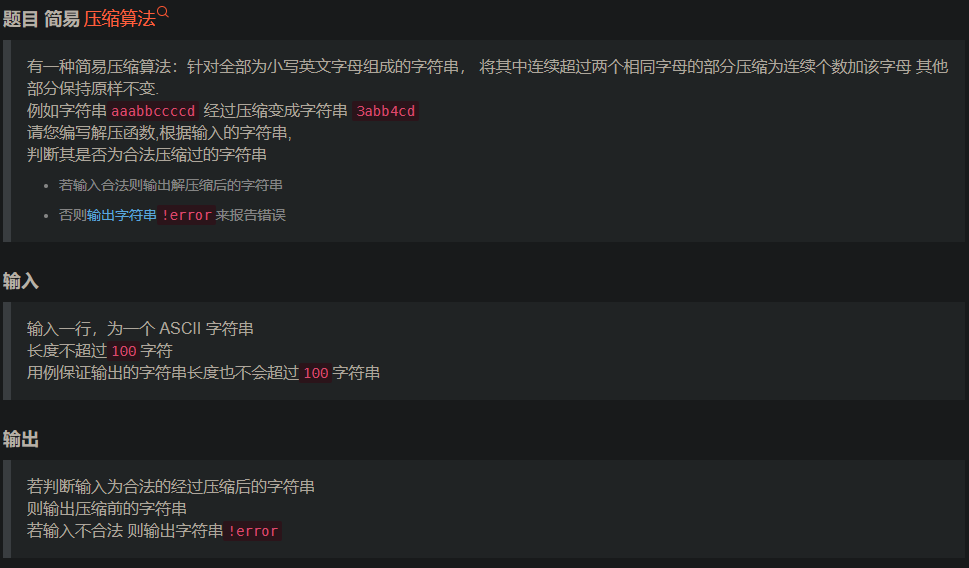 题目 简易 压缩算法
有一种简易压缩算法：针对全部为小写英文字母组成的字符串， 将其中连续超过两个相同字母的部分压缩为连续个数加该字母 其他
部分保持原样不变.
例如字符串 aaabbccccd 经过压缩变成字符串 3abb4cd
请您编写解压函数,根据输入的字符串,
判断其是否为合法压缩过的字符串
• 若输入合法则输出解压缩后的字符串
• 否则输出字符串 !error 来报告错误
输入
输入一行，为一个 ASCII 字符串
长度不超过 100 字符
用例保证输出的字符串长度也不会超过 100 字符串
输出
若判断输入为合法的经过压缩后的字符串
则输出压缩前的字符串
若输入不合法 则输出字符串 !error